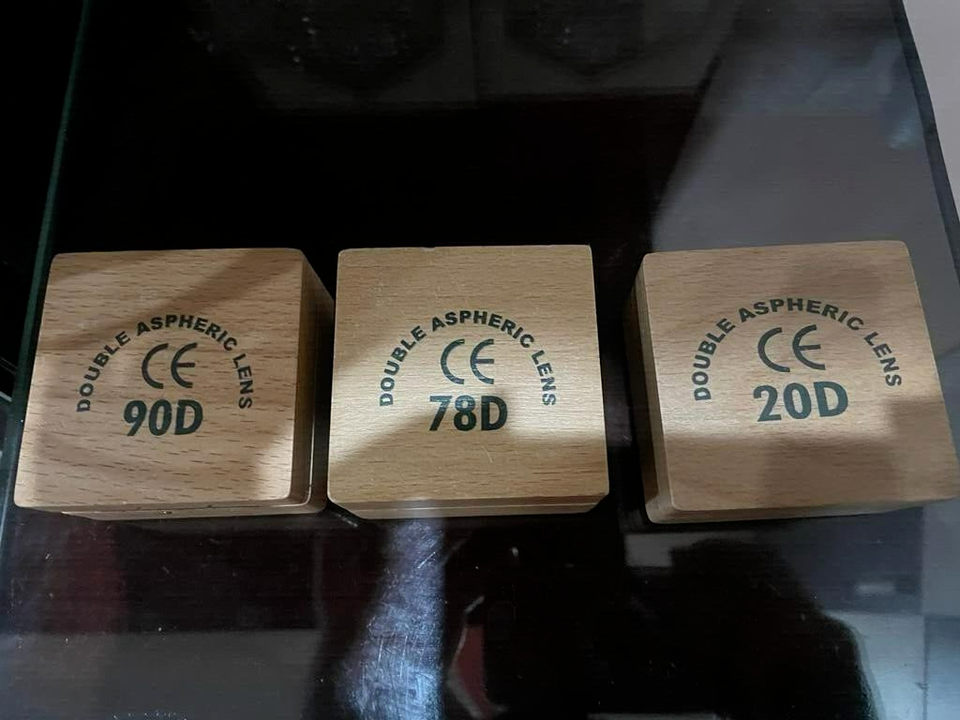 DOUBLE ASPHERIC LENS
CE
90D
DOUBLE ASPHERIC LENS
CE
78D
DOUBLE ASPHERIC LENS
CE
20D